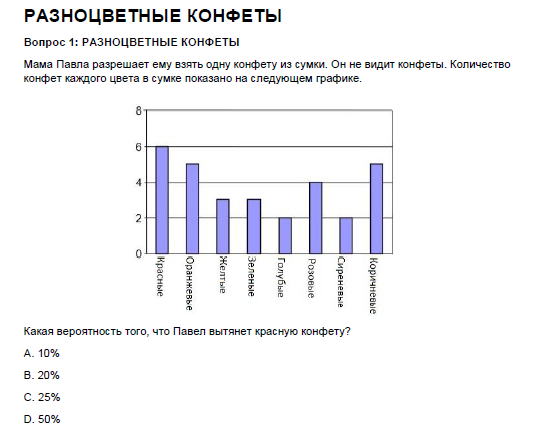 РАЗНОЦВЕТНЫЕ КОНФЕТЫ
Вопрос 1: РАЗНОЦВЕТНЫЕ КОНФЕТЫ
Мама Павла разрешает ему взять одну конфету из сумки. Он не видит конфеты. Количество
конфет каждого цвета в сумке показано на следующем графике.
8
6
4
2
0
Красные
Оранжевье
Желтые
Зеленые
Голубые
Розовые
Сиреневые
Коричневые
Какая вероятность того, что Павел вытянет красную конфету?
A. 10%
B. 20%
C. 25%
D. 50%